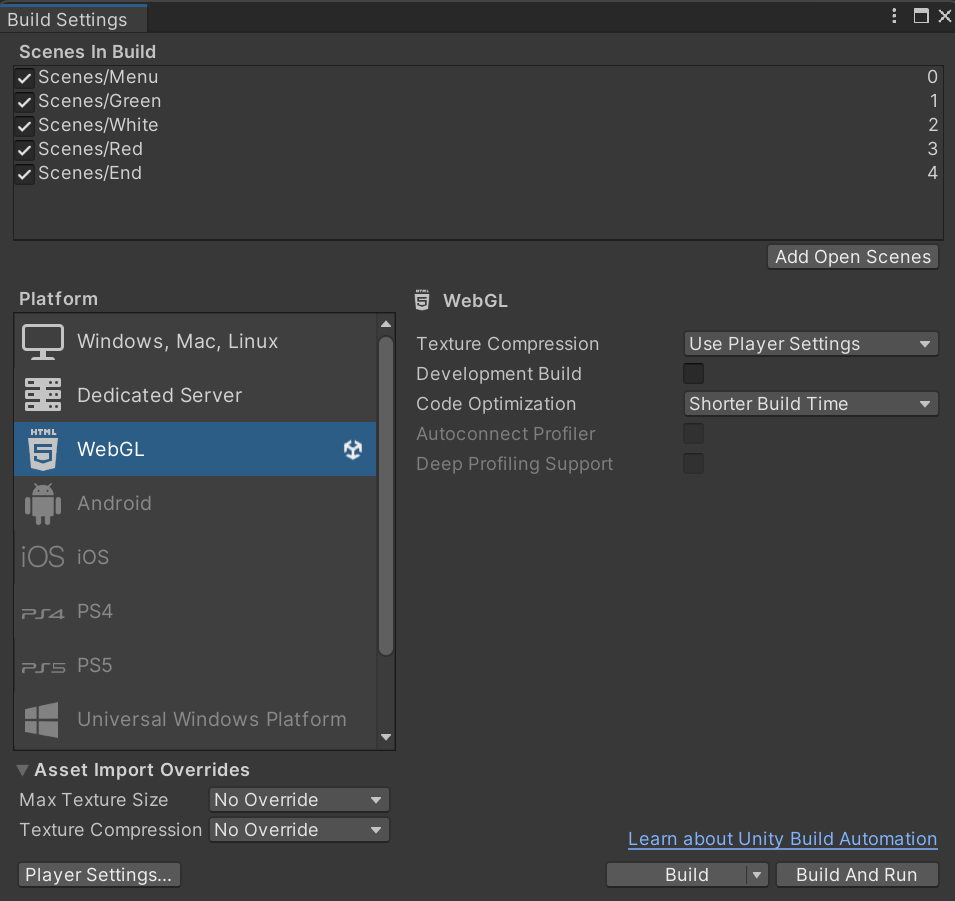 Build Settings
Scenes In Build
Scenes/Menu 0
Scenes/Green 1
Scenes/White 2
Scenes/Red 3
Scenes/End 4
Add Open Scenes
Platform
Windows, Mac, Linux
Dedicated Server
HTML
5
WebGL
Android
iOS iOS
PS4 PS4
PS5 PS5
Universal Windows Platform
HTML
5
WebGL
Texture Compression Use Player Settings
Development Build
Code Optimization Shorter Build Time
Autoconnect Profiler
Deep Profiling Support
Asset Import Overrides
Max Texture Size No Override
Texture Compression No Override
Learn about Unity Build Automation
Player Settings... Build Build And Run